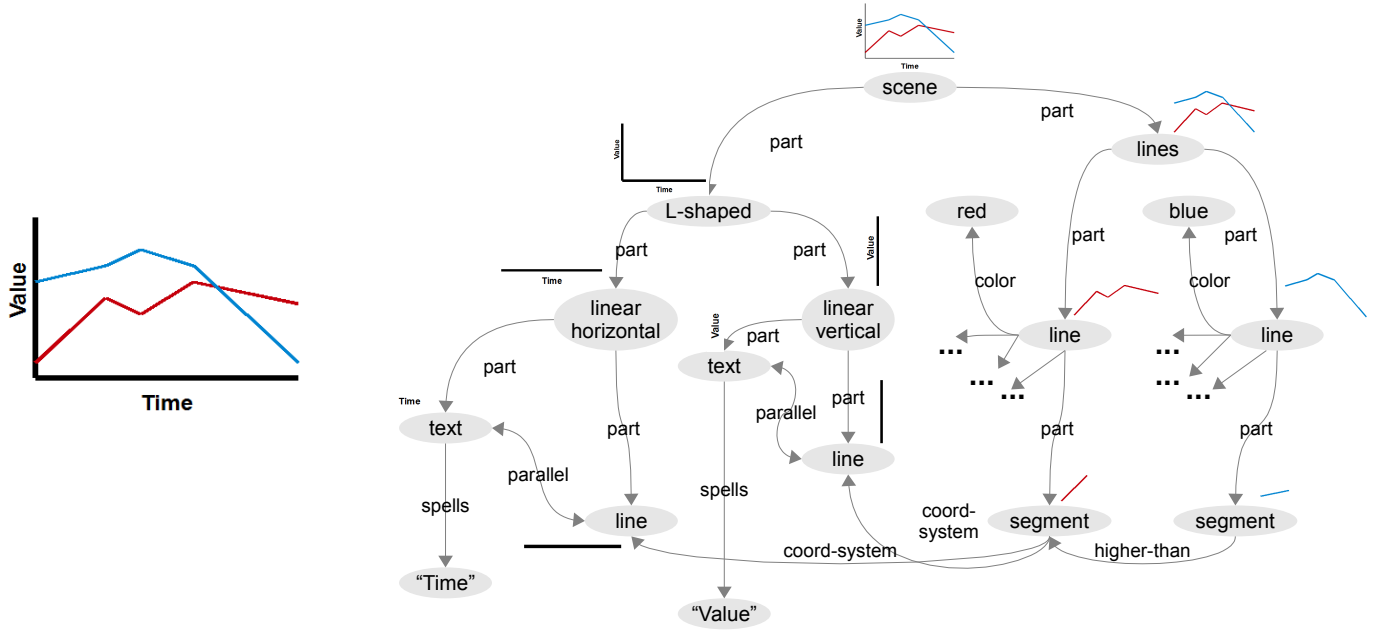 Value
Time
Value
Time
scene
part
part
lines
Value
Time
L-shaped
red
blue
part
part
Value
part
part
color
color
Time
linear
horizontal
linear
vertical
line
line
Value
part
text
...
...
...
...
...
...
part
part
parallel
Time
text
part
line
part
part
parallel
spells
spells
line
coord-
system
segment
segment
coord-system
higher-than
“Time”
“Value”